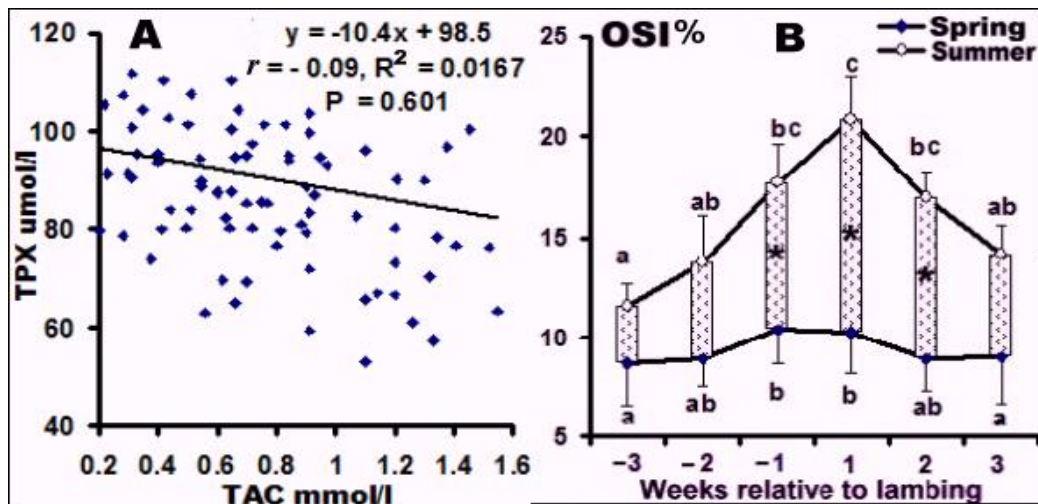 A
y = -10.4x + 98.5
r = - 0.09, R² = 0.0167
P = 0.601
120
100
80
60
40
TPX umol/l
0.2 0.4 0.6 0.8 1 1.2 1.4 1.6
TAC mmol/l
OSI% B
Spring
Summer
25
20
15
10
5
a ab bc c bc ab
* * *
a ab b b ab a
−3 −2 −1 1 2 3
Weeks relative to lambing